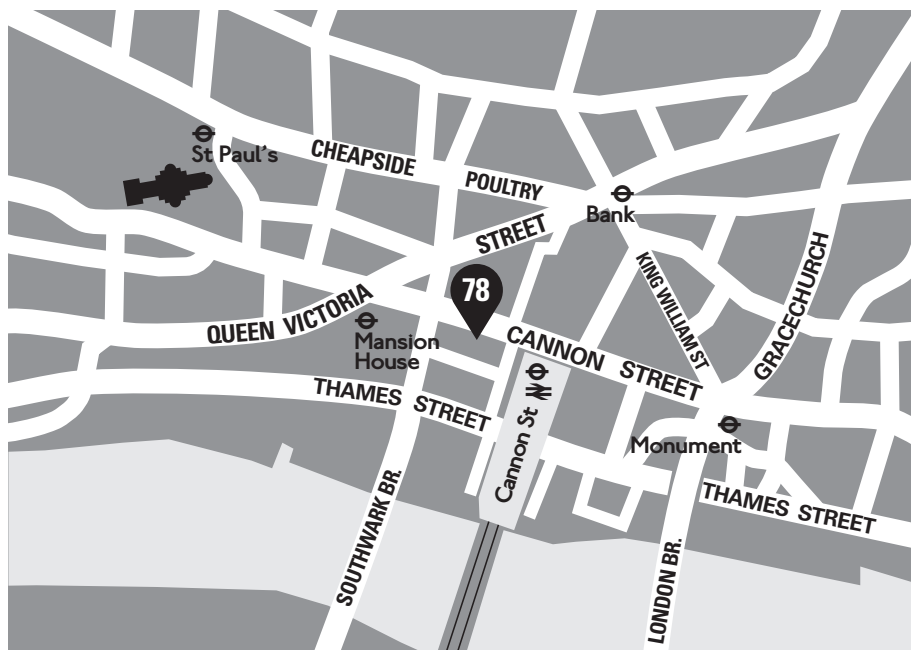 St Paul's
CHEAPSIDE
POULTRY
Bank
STREET
KING WILLIAM ST
GRACECHURCH
78
QUEEN VICTORIA
Mansion
House
CANNON STREET
THAMES STREET
Cannon St
Monument
THAMES STREET
SOUTHWARK BR.
LONDON BR.